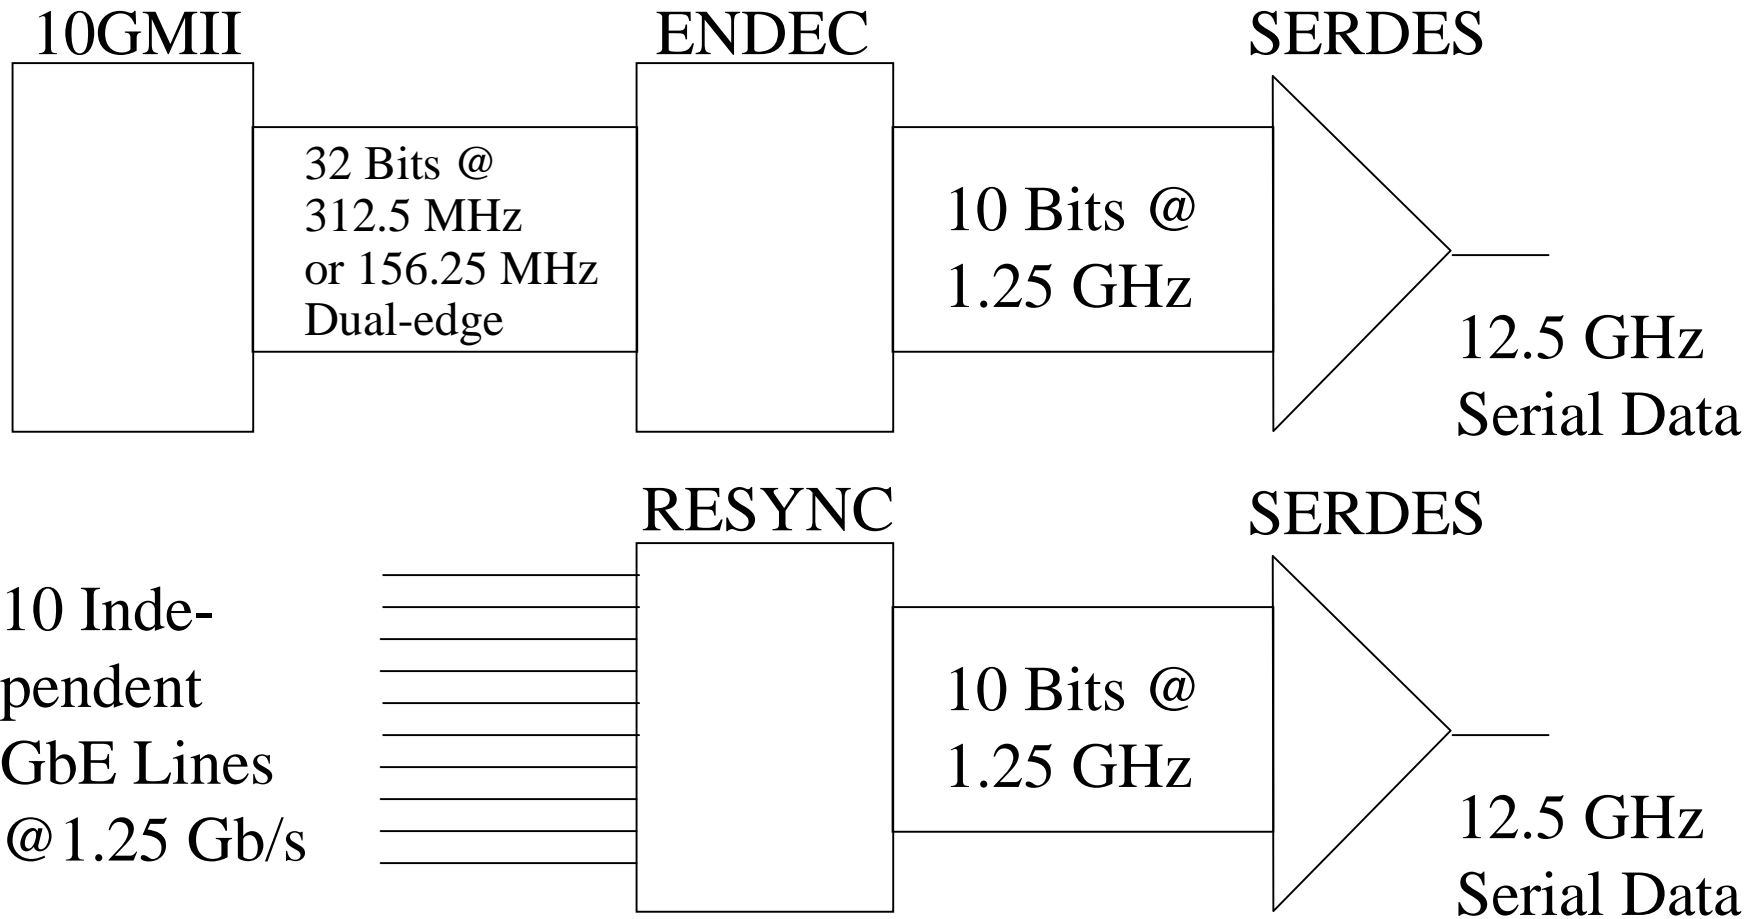 10GMII
ENDEC
SERDES
32 Bits @
312.5 MHz
or 156.25 MHz
Dual-edge
10 Bits @
1.25 GHz
12.5 GHz
Serial Data
RESYNC
SERDES
10 Inde-
pendent
GbE Lines
@1.25 Gb/s
10 Bits @
1.25 GHz
12.5 GHz
Serial Data